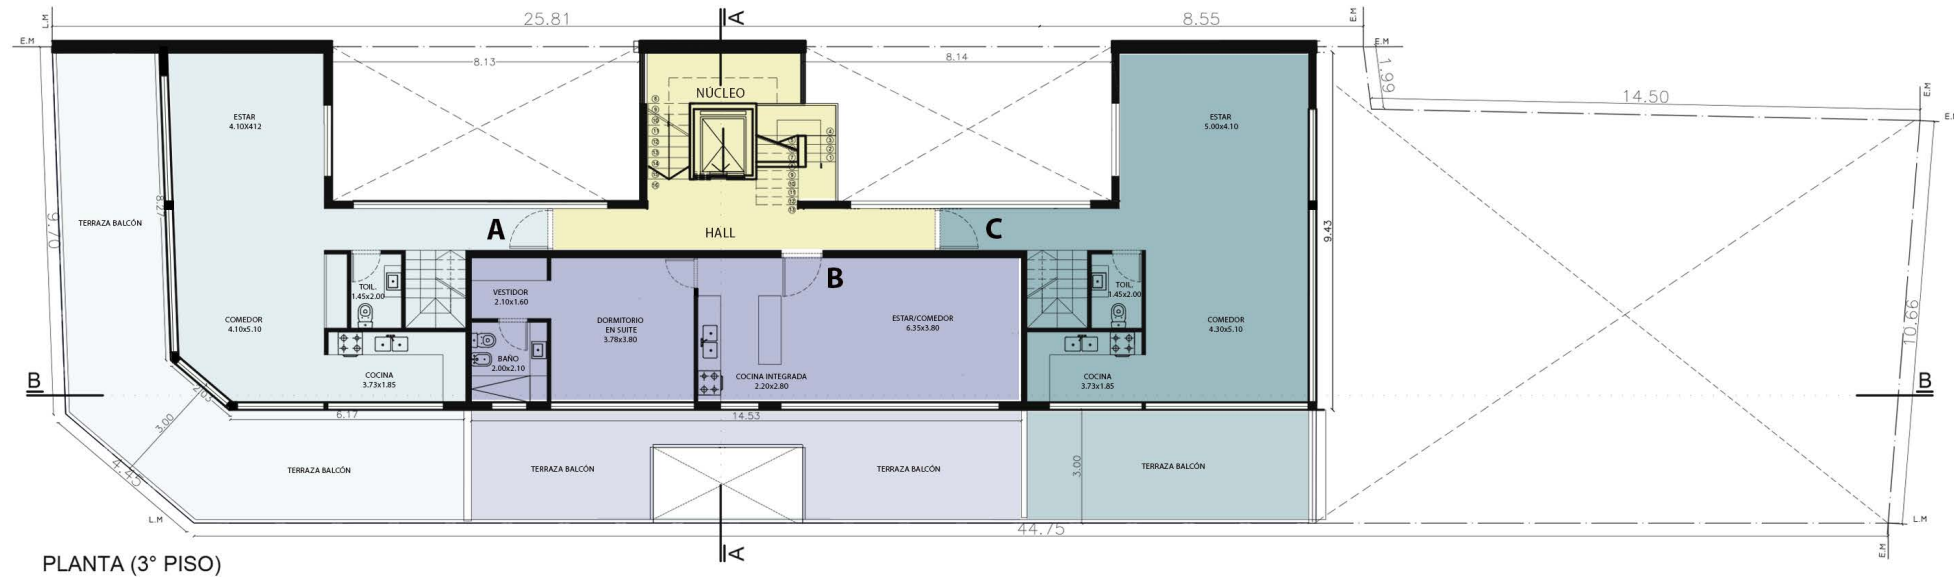 A
L.M
25.81
8.55
E.M
E.M
E.M
8.13
8.14
1.99
14.50
E.M
NÚCLEO
ESTAR
4.10X412
ESTAR
5.00x4.10
TERRAZA BALCÓN
8.27
9.70
A
HALL
C
9.43
B
TOIL.
1.45x2.00
VESTIDOR
2.10x1.60
DORMITORIO
EN SUITE
3.78x3.80
ESTAR/COMEDOR
6.35x3.80
TOIL.
1.45x2.00
COMEDOR
4.10x5.10
COMEDOR
4.30x5.10
10.66
BAÑO
2.00x2.10
COCINA
3.73x1.85
COCINA INTEGRADA
2.20x2.80
COCINA
3.73x1.85
B
B
6.17
14.53
3.00
4.45
TERRAZA BALCÓN
TERRAZA BALCÓN
TERRAZA BALCÓN
3.00
TERRAZA BALCÓN
L.M
L.M
44.75
E.M
A
PLANTA (3° PISO)